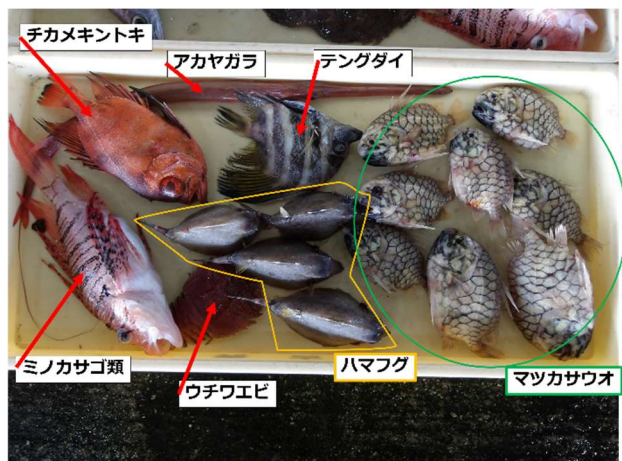 チカメキントキ
アカヤガラ
テングダイ
ミノカサゴ類
ウチワエビ
ハマフグ
マツカサウオ